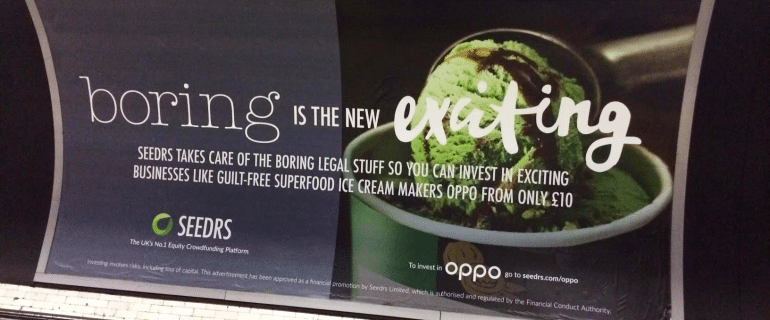 boring IS THE NEW exciting
SEEDRS TAKES CARE OF THE BORING LEGAL STUFF SO YOU CAN INVEST IN EXCITING
BUSINESSES LIKE GUILT-FREE SUPERFOOD ICE CREAM MAKERS OPPO FROM ONLY £10
SEEDRS
The UK's No.1 Equity Crowdfunding Platform
To invest in oppo go to seedrs.com/oppo
Investing involves risks, including loss of capital. This advertisement has been approved as a financial promotion by Seedrs Limited, which is authorised and regulated by the Financial Conduct Authority.